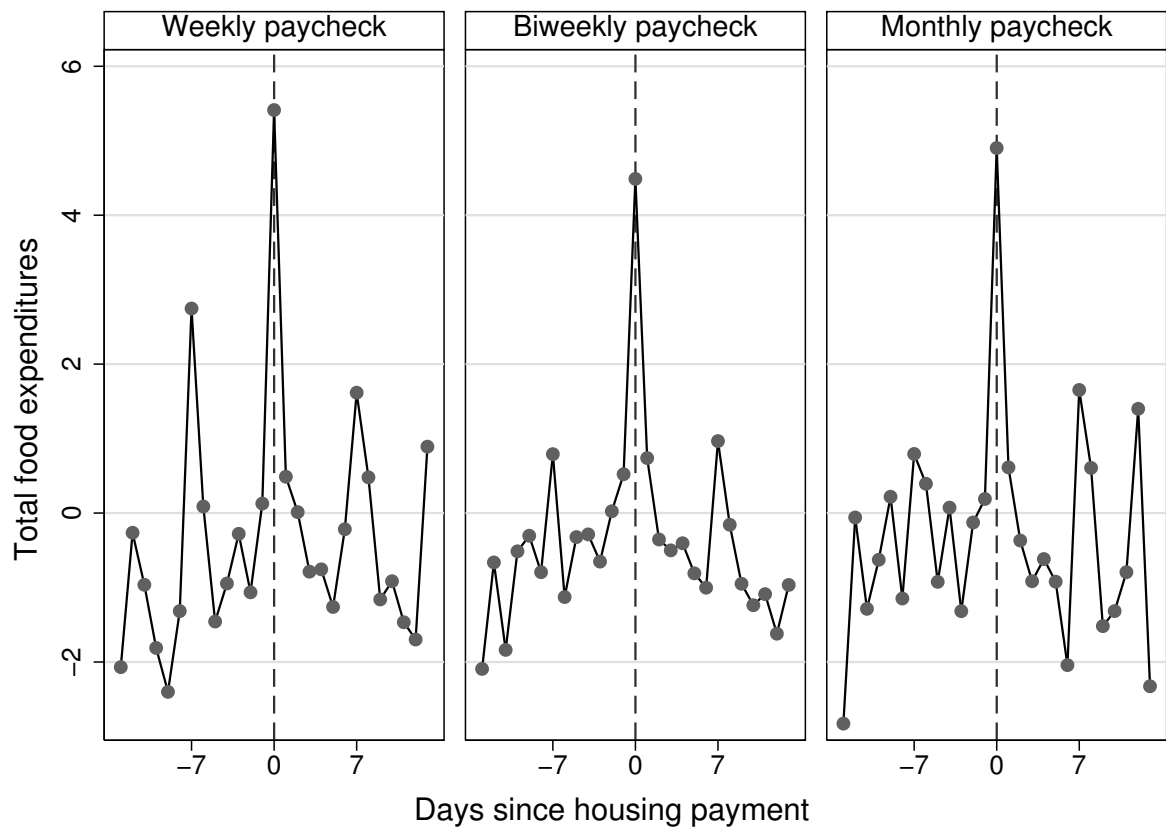 Weekly paycheck
Biweekly paycheck
Monthly paycheck
Total food expenditures
6
4
2
0
−2
−7 0 7
−7 0 7
−7 0 7
Days since housing payment